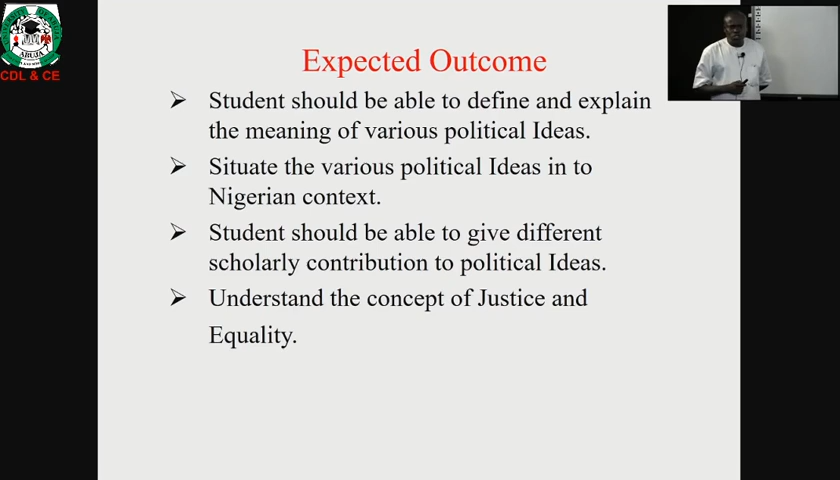 ABUJA
CDL & CE
Expected Outcome
Student should be able to define and explain
the meaning of various political Ideas.
Situate the various political Ideas in to
Nigerian context.
Student should be able to give different
scholarly contribution to political Ideas.
Understand the concept of Justice and
Equality.